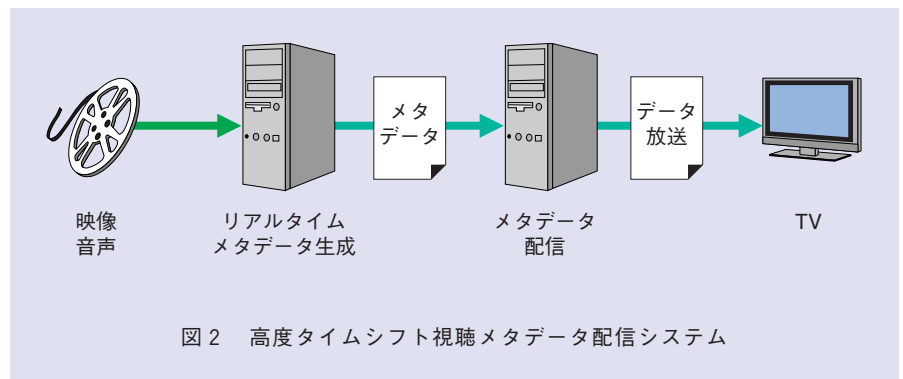 メタ
データ
データ
放送
映像
音声
リアルタイム
メタデータ生成
メタデータ
配信
TV
図2 高度タイムシフト視聴メタデータ配信システム